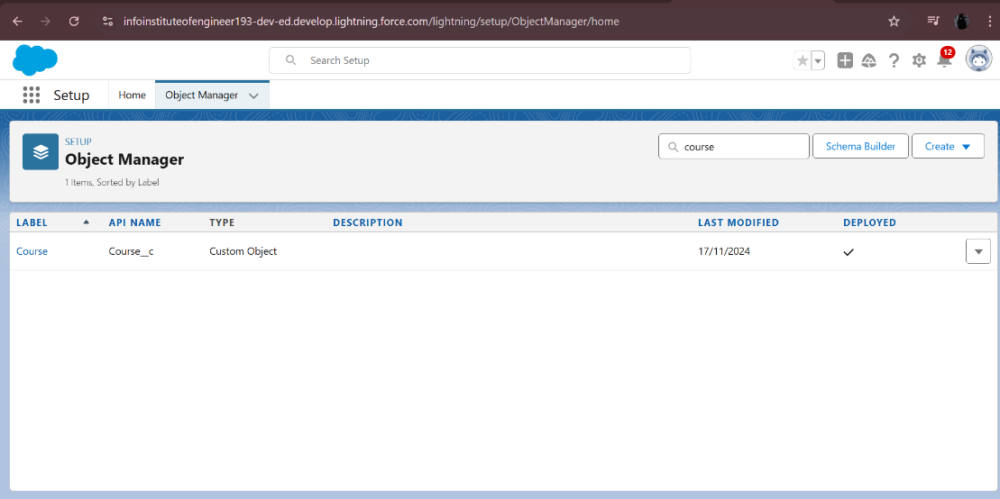 infoinstituteofengineer193-dev-ed.develop.lightning.force.com/lightning/setup/ObjectManager/home
Search Setup
12
Setup Home Object Manager
SETUP
Object Manager
1 Items, Sorted by Label
course
Schema Builder
Create
LABEL API NAME TYPE DESCRIPTION LAST MODIFIED DEPLOYED
Course Course__c Custom Object 17/11/2024